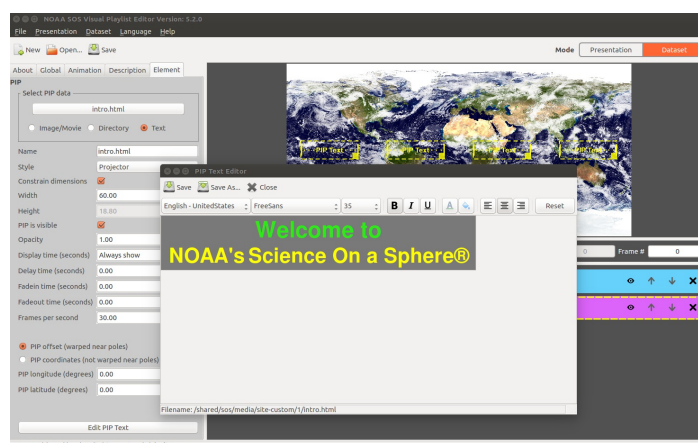 NOAA SOS Visual Playlist Editor Version: 5.2.0
File Presentation Dataset Language Help
New Open... Save
Mode Presentation Dataset
About Global Animation Description Element
PIP
Select PIP data
intro.html
Image/Movie Directory Text
Name intro.html
Style Projector
Constrain dimensions
Width 60.00
Height 18.80
PIP is visible
Opacity 1.00
Display time (seconds) Always show
Delay time (seconds) 0.00
Fadein time (seconds) 0.00
Fadeout time (seconds) 0.00
Frames per second 30.00
PIP offset (warped near poles)
PIP coordinates (not warped near poles)
PIP longitude (degrees) 0.00
PIP latitude (degrees) 0.00
Edit PIP Text
PIP Text PIP Text PIP Text PIP Text
0 Frame # 0
PIP Text Editor
Save Save As... Close
English - UnitedStates FreeSans 35 B I U A Reset
Welcome to
NOAA's Science On a Sphere®
Filename: /shared/sos/media/site-custom/1/intro.html